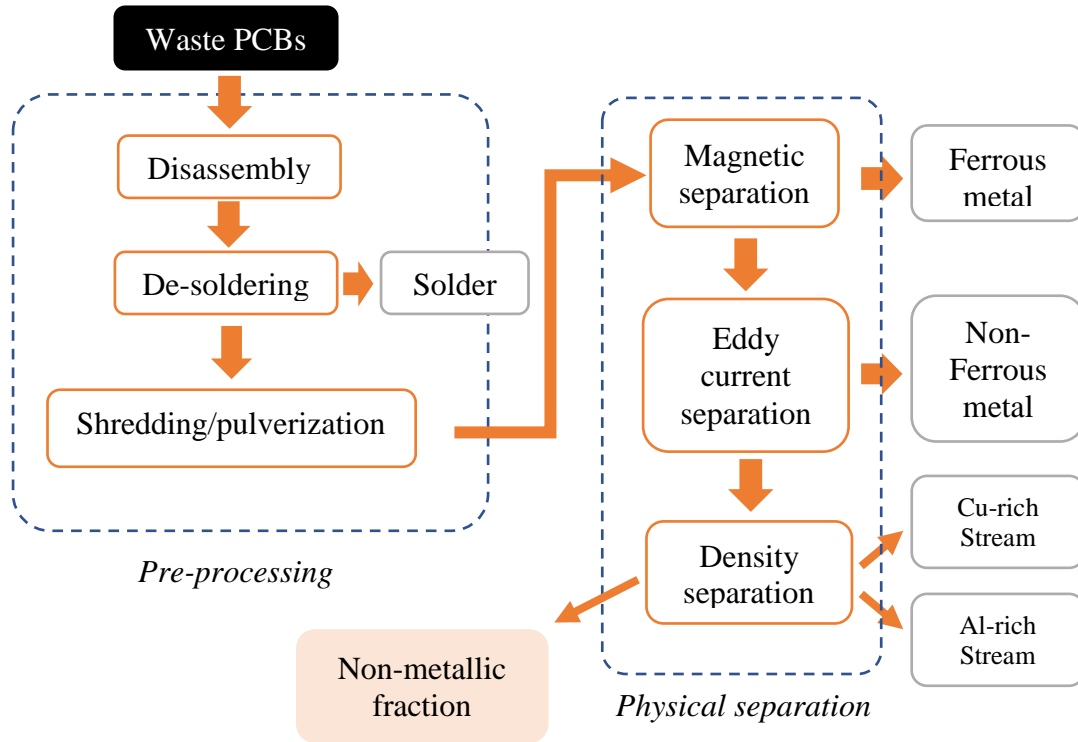 Waste PCBs
Disassembly
De-soldering
Solder
Shredding/pulverization
Pre-processing
Magnetic
separation
Ferrous
metal
Eddy
current
separation
Non-
Ferrous
metal
Density
separation
Cu-rich
Stream
Al-rich
Stream
Non-metallic
fraction
Physical separation